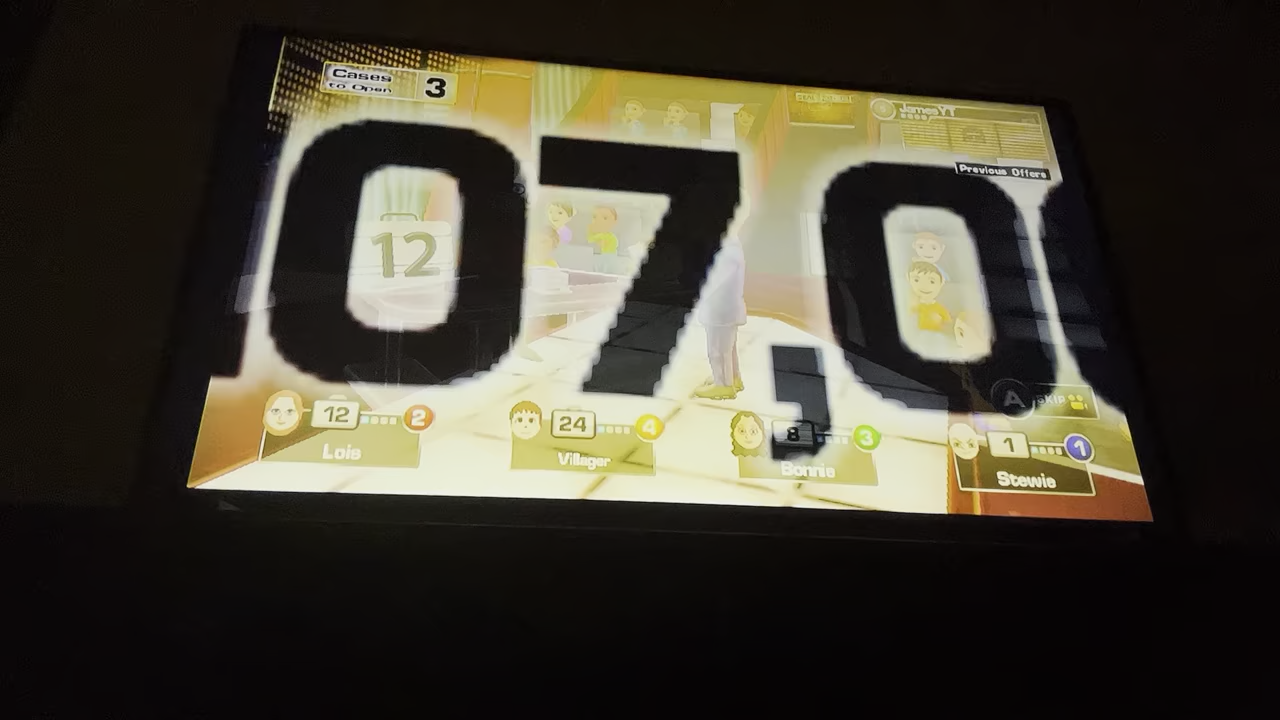 Cases
to Open
3
JamesYT
Previous Offers
07,0
12
A SKIP
12 2
Lois
24 4
Villager
8 3
Bonnie
1 1
Stewie